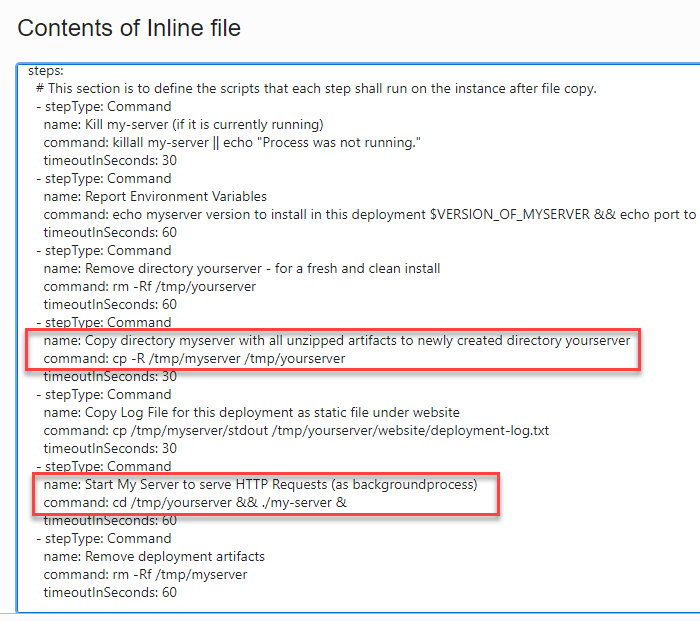 Contents of Inline file
steps:
# This section is to define the scripts that each step shall run on the instance after file copy.
- stepType: Command
name: Kill my-server (if it is currently running)
command: killall my-server || echo "Process was not running."
timeoutInSeconds: 30
- stepType: Command
name: Report Environment Variables
command: echo myserver version to install in this deployment $VERSION_OF_MYSERVER && echo port to
timeoutInSeconds: 60
- stepType: Command
name: Remove directory yourserver - for a fresh and clean install
command: rm -Rf /tmp/yourserver
timeoutInSeconds: 60
- stepType: Command
name: Copy directory myserver with all unzipped artifacts to newly created directory yourserver
command: cp -R /tmp/myserver /tmp/yourserver
timeoutInSeconds: 30
- stepType: Command
name: Copy Log File for this deployment as static file under website
command: cp /tmp/myserver/stdout /tmp/yourserver/website/deployment-log.txt
timeoutInSeconds: 30
- stepType: Command
name: Start My Server to serve HTTP Requests (as backgroundprocess)
command: cd /tmp/yourserver && ./my-server &
timeoutInSeconds: 60
- stepType: Command
name: Remove deployment artifacts
command: rm -Rf /tmp/myserver
timeoutInSeconds: 60